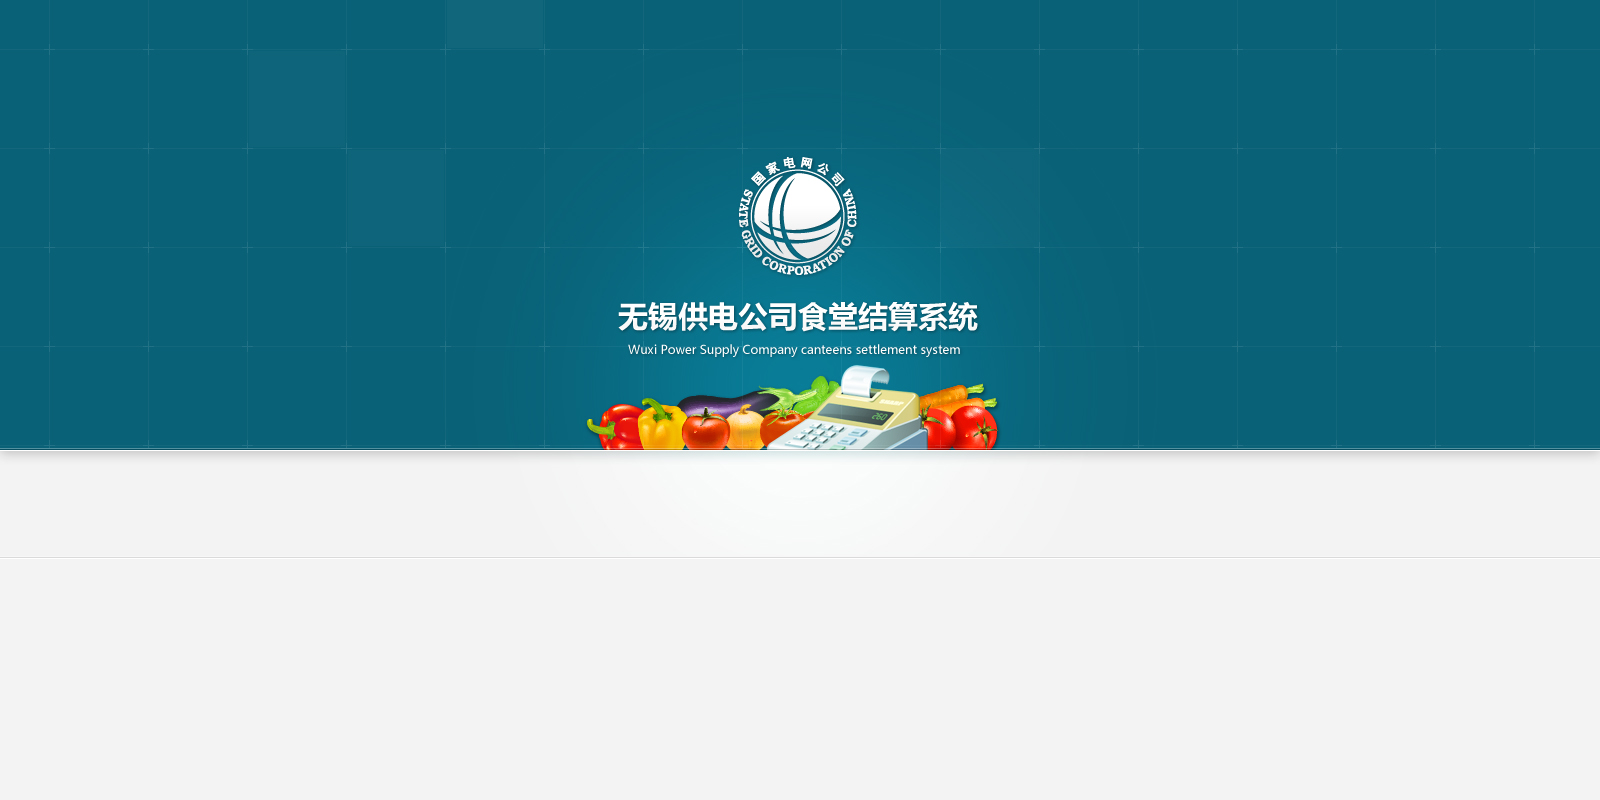 国家电网公司
STATE GRID CORPORATION OF CHINA
无锡供电公司食堂结算系统
Wuxi Power Supply Company canteens settlement system